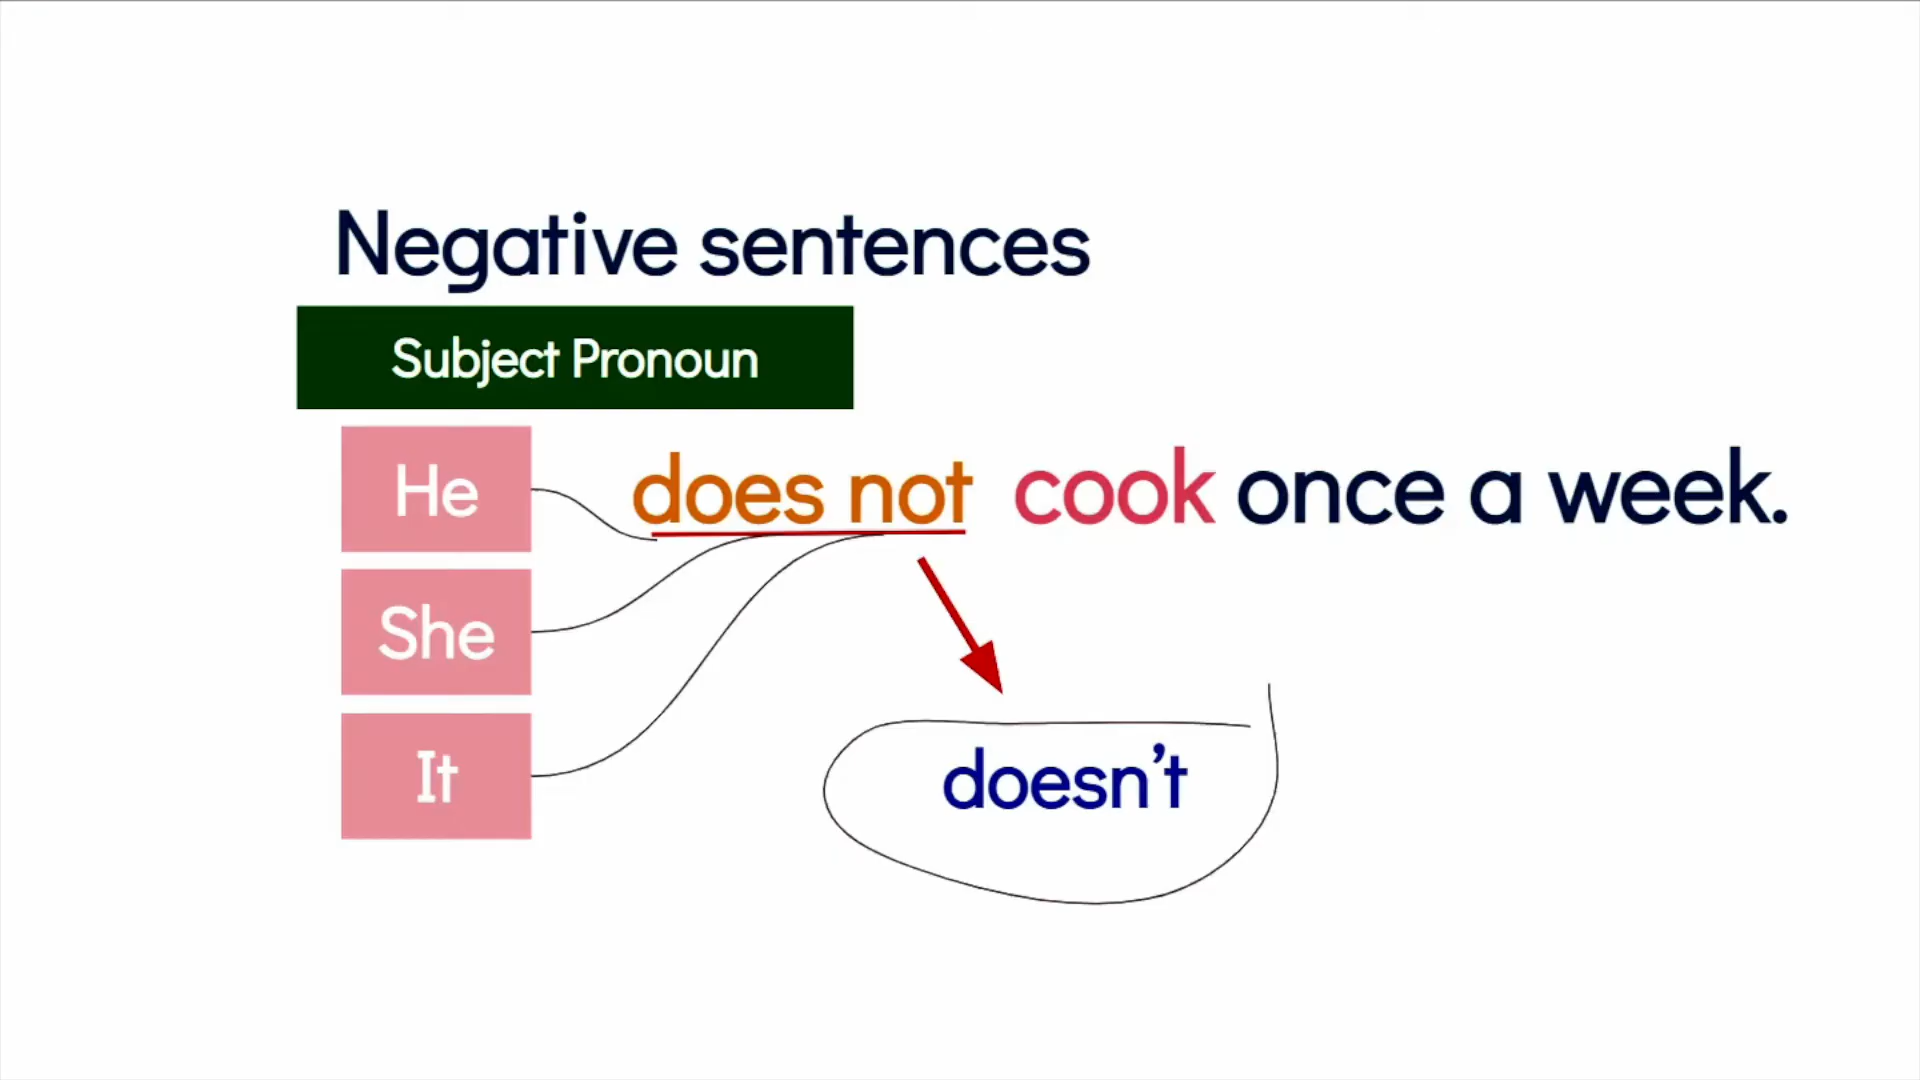 Negative sentences
Subject Pronoun
He does not cook once a week.
She
It
doesn’t